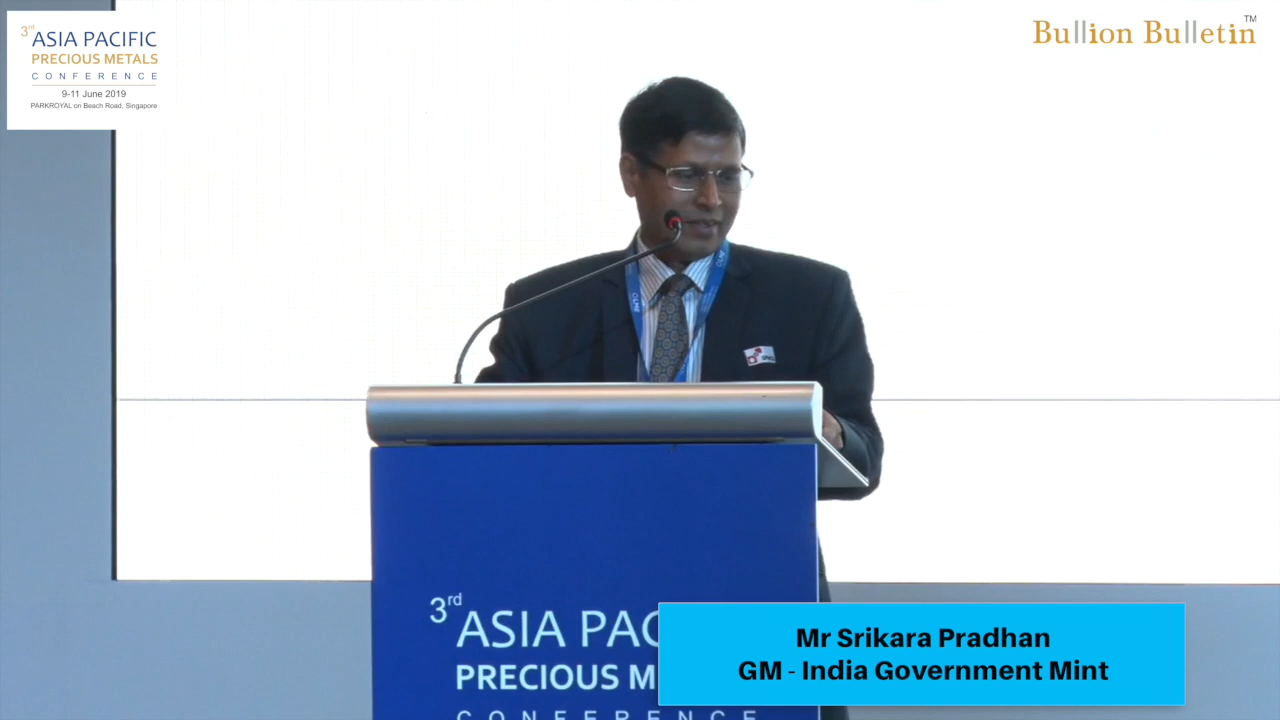 3rd
ASIA PACIFIC
PRECIOUS METALS
CONFERENCE
9-11 June 2019
PARKROYAL on Beach Road, Singapore
Bullion Bulletin™
3rd
ASIA PAC
PRECIOUS M
CONFERENCE
Mr Srikara Pradhan
GM - India Government Mint